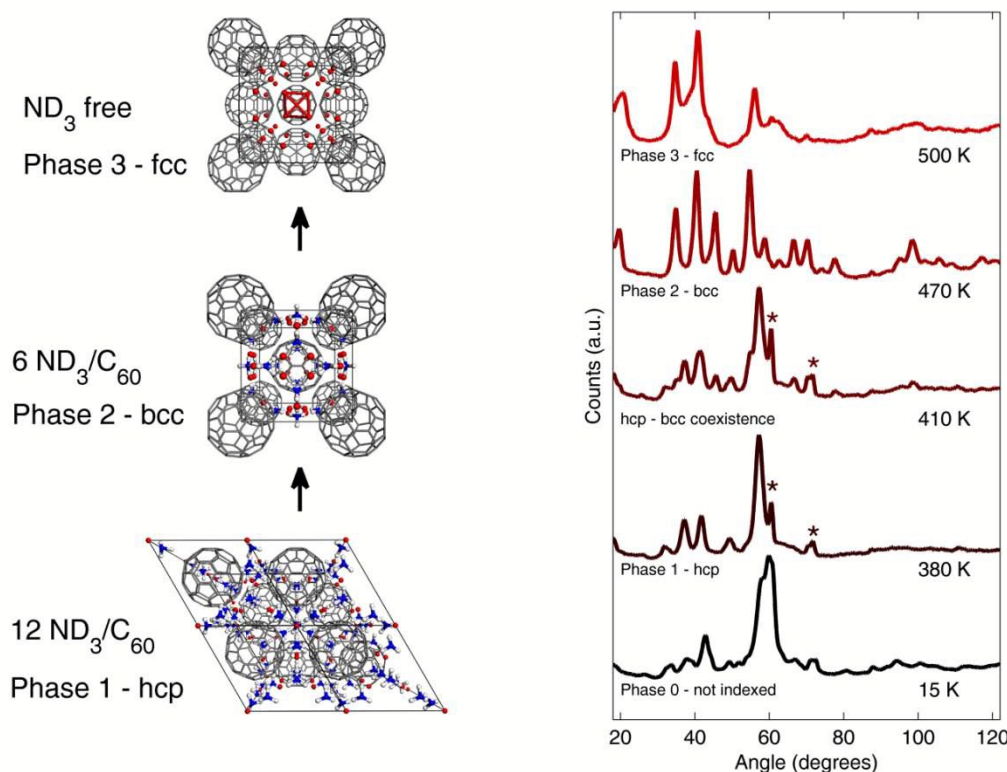 ND3 free
Phase 3 - fcc
6 ND3/C60
Phase 2 - bcc
12 ND3/C60
Phase 1 - hcp
Counts (a.u.)
Phase 3 - fcc
500 K
Phase 2 - bcc
470 K
*
*
hcp - bcc coexistence
410 K
*
*
Phase 1 - hcp
380 K
Phase 0 - not indexed
15 K
20 40 60 80 100 120
Angle (degrees)